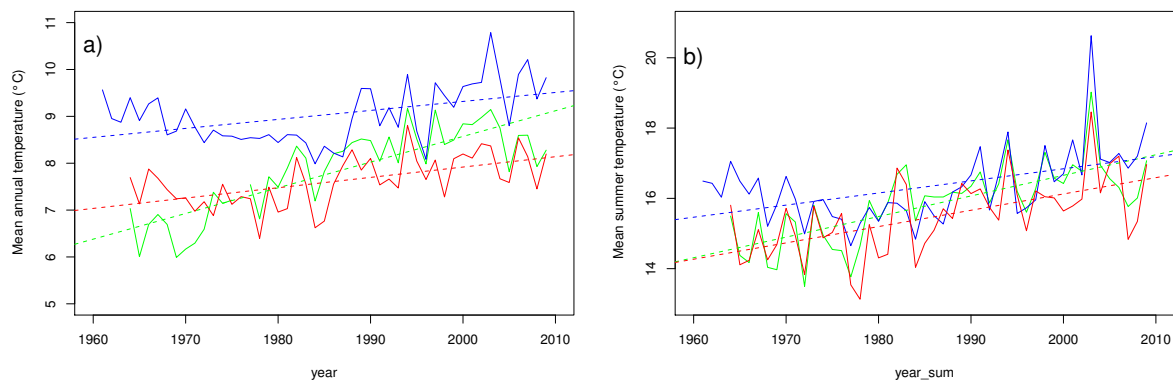 a)
Mean annual temperature (°C)
11
10
9
8
7
6
5
1960 1970 1980 1990 2000 2010
year
b)
Mean summer temperature (°C)
20
18
16
14
1960 1970 1980 1990 2000 2010
year_sum